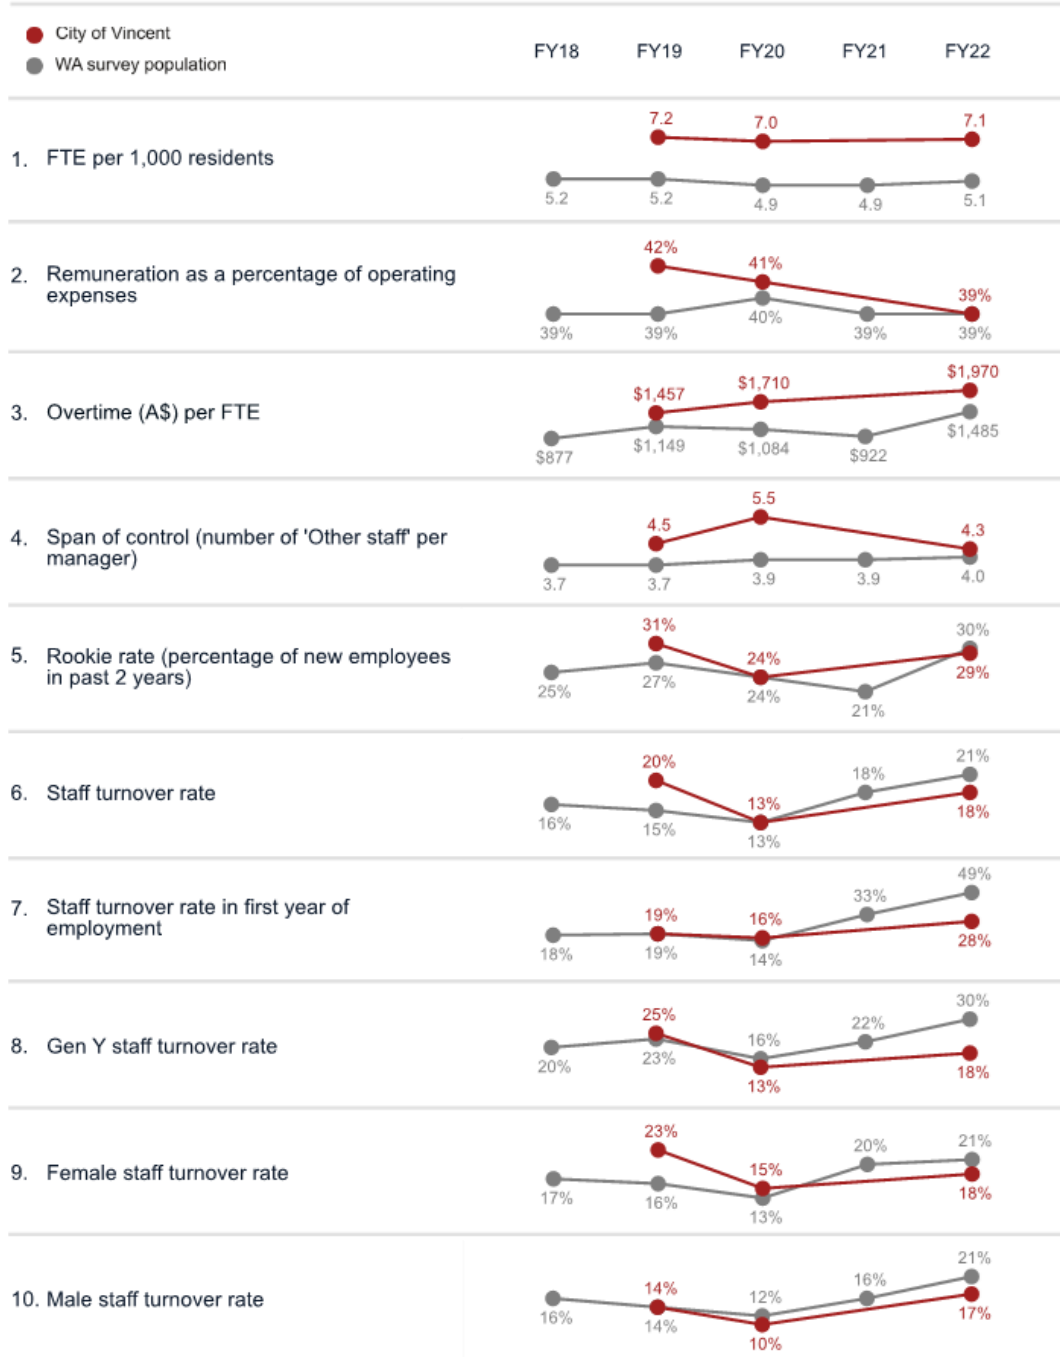 City of Vincent
WA survey population
FY18 FY19 FY20 FY21 FY22
1. FTE per 1,000 residents
7.2 7.0 7.1
5.2 5.2 4.9 4.9 5.1
2. Remuneration as a percentage of operating
expenses
42% 41% 39%
39% 39% 40% 39% 39%
3. Overtime (A$) per FTE
$1,457 $1,710 $1,970
$877 $1,149 $1,084 $922 $1,485
4. Span of control (number of 'Other staff' per
manager)
4.5 5.5 4.3
3.7 3.7 3.9 3.9 4.0
5. Rookie rate (percentage of new employees
in past 2 years)
31% 24% 29%
25% 27% 24% 21% 30%
6. Staff turnover rate
20% 13% 18%
16% 15% 13% 18% 21%
7. Staff turnover rate in first year of
employment
19% 16% 28%
18% 19% 14% 33% 49%
8. Gen Y staff turnover rate
25% 13% 18%
20% 23% 16% 22% 30%
9. Female staff turnover rate
23% 15% 18%
17% 16% 13% 20% 21%
10. Male staff turnover rate
14% 10% 17%
16% 14% 12% 16% 21%